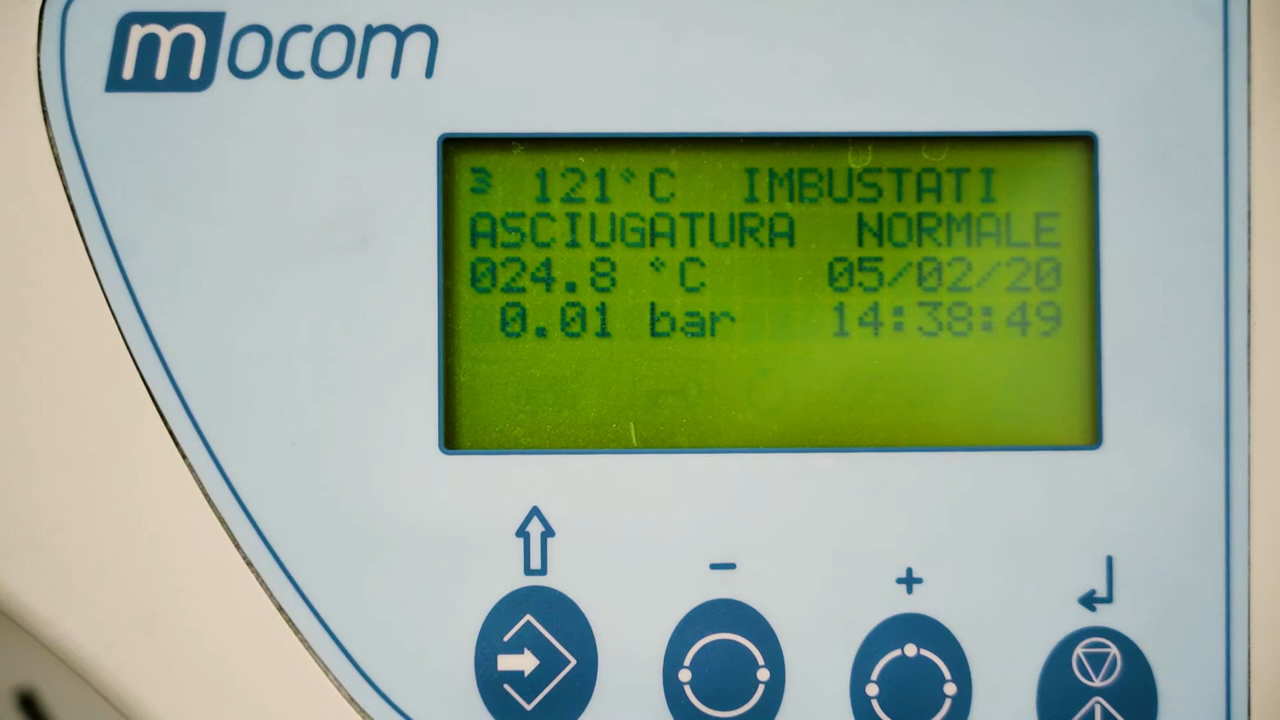 mocom
3 121°C IMBUSTATI
ASCIUGATURA NORMALE
024.8 °C 05/02/20
0.01 bar 14:38:49
- +